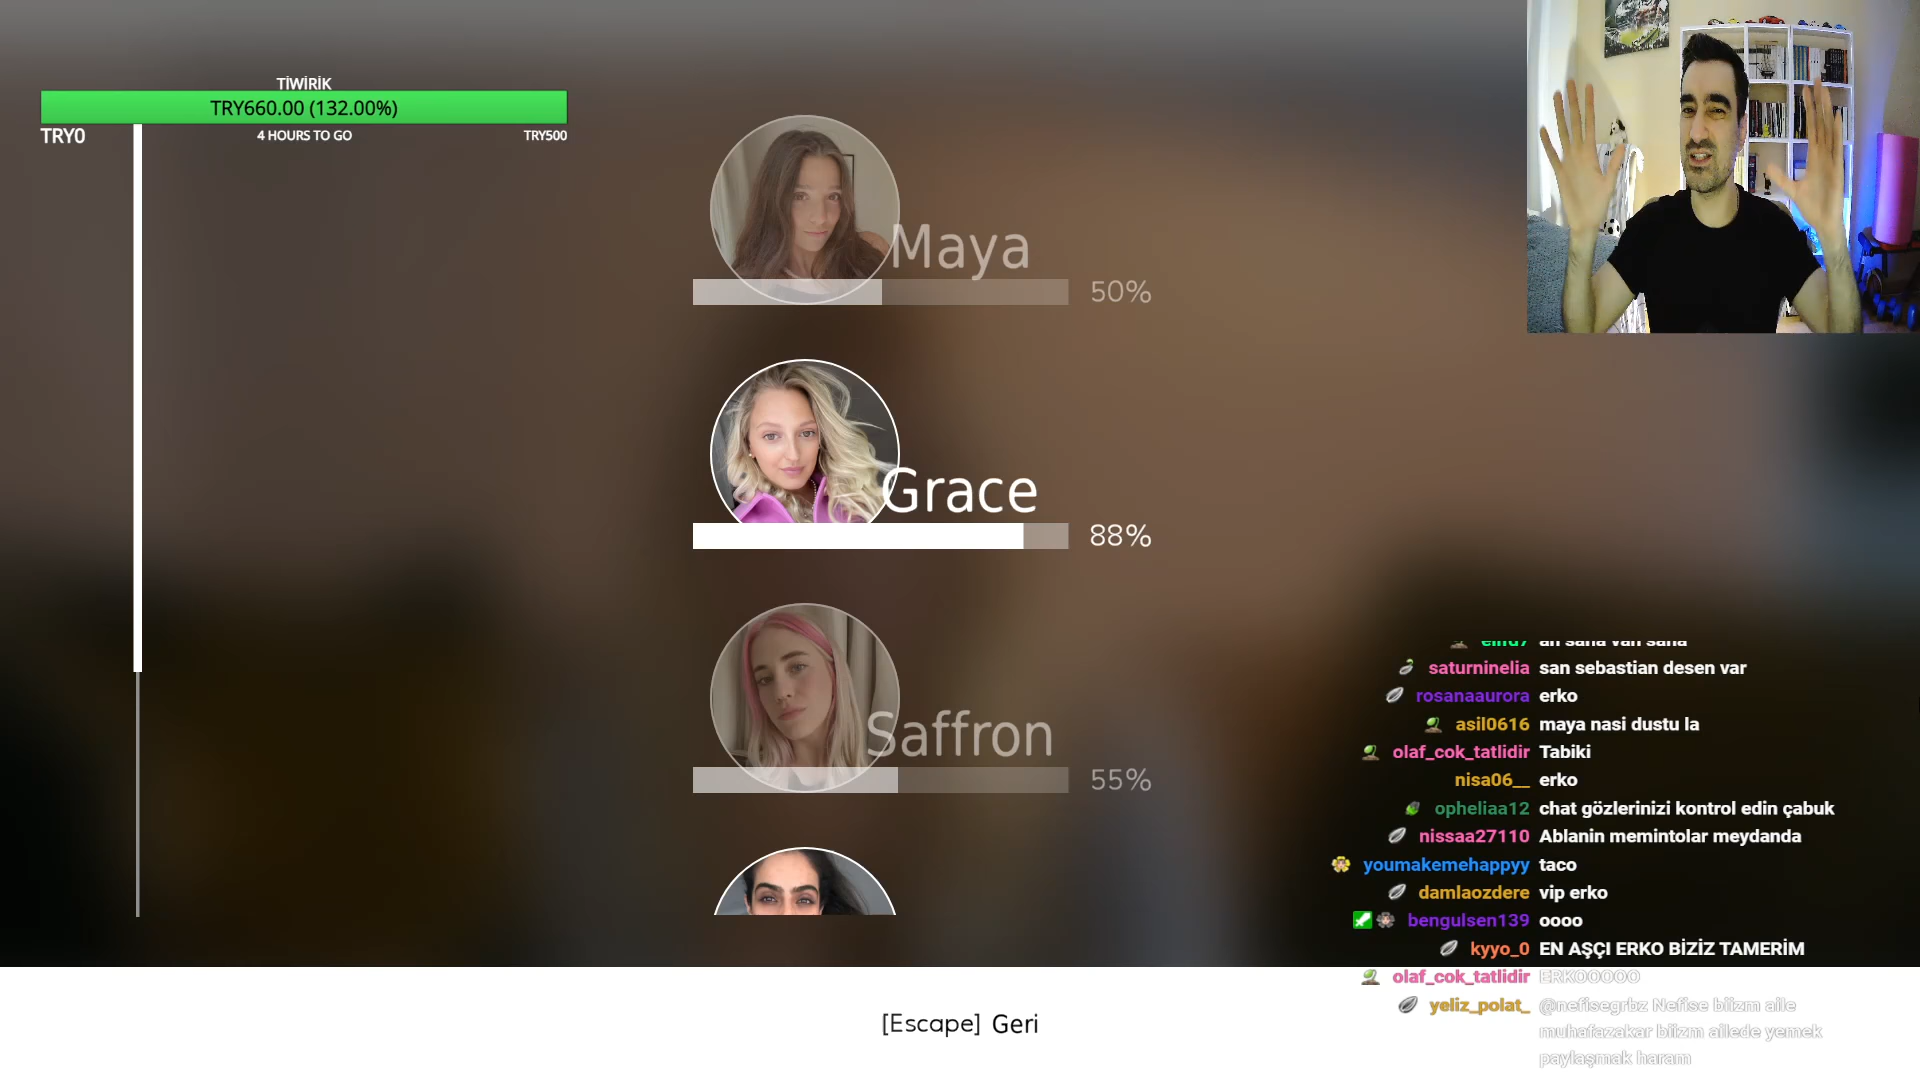 TİWİRİK
TRY660.00 (132.00%)
TRY0
4 HOURS TO GO
TRY500
Maya
50%
Grace
88%
Saffron
55%
saturninelia san sebastian desen var
rosanaaurora erko
asil0616 maya nasi dustu la
olaf_cok_tatlidir Tabiki
nisa06__ erko
opheliaa12 chat gözlerinizi kontrol edin çabuk
nissaa27110 Ablanin memintolar meydanda
youmakemehappyy taco
damlaozdere vip erko
bengulsen139 oooo
kyyo_0 EN AŞÇI ERKO BİZİZ TAMERİM
olaf_cok_tatlidir ERKOOOOO
yeliz_polat_ @nefisegrbz Nefise biizm aile
muhafazakar biizm ailede yemek
paylaşmak haram
[Escape] Geri